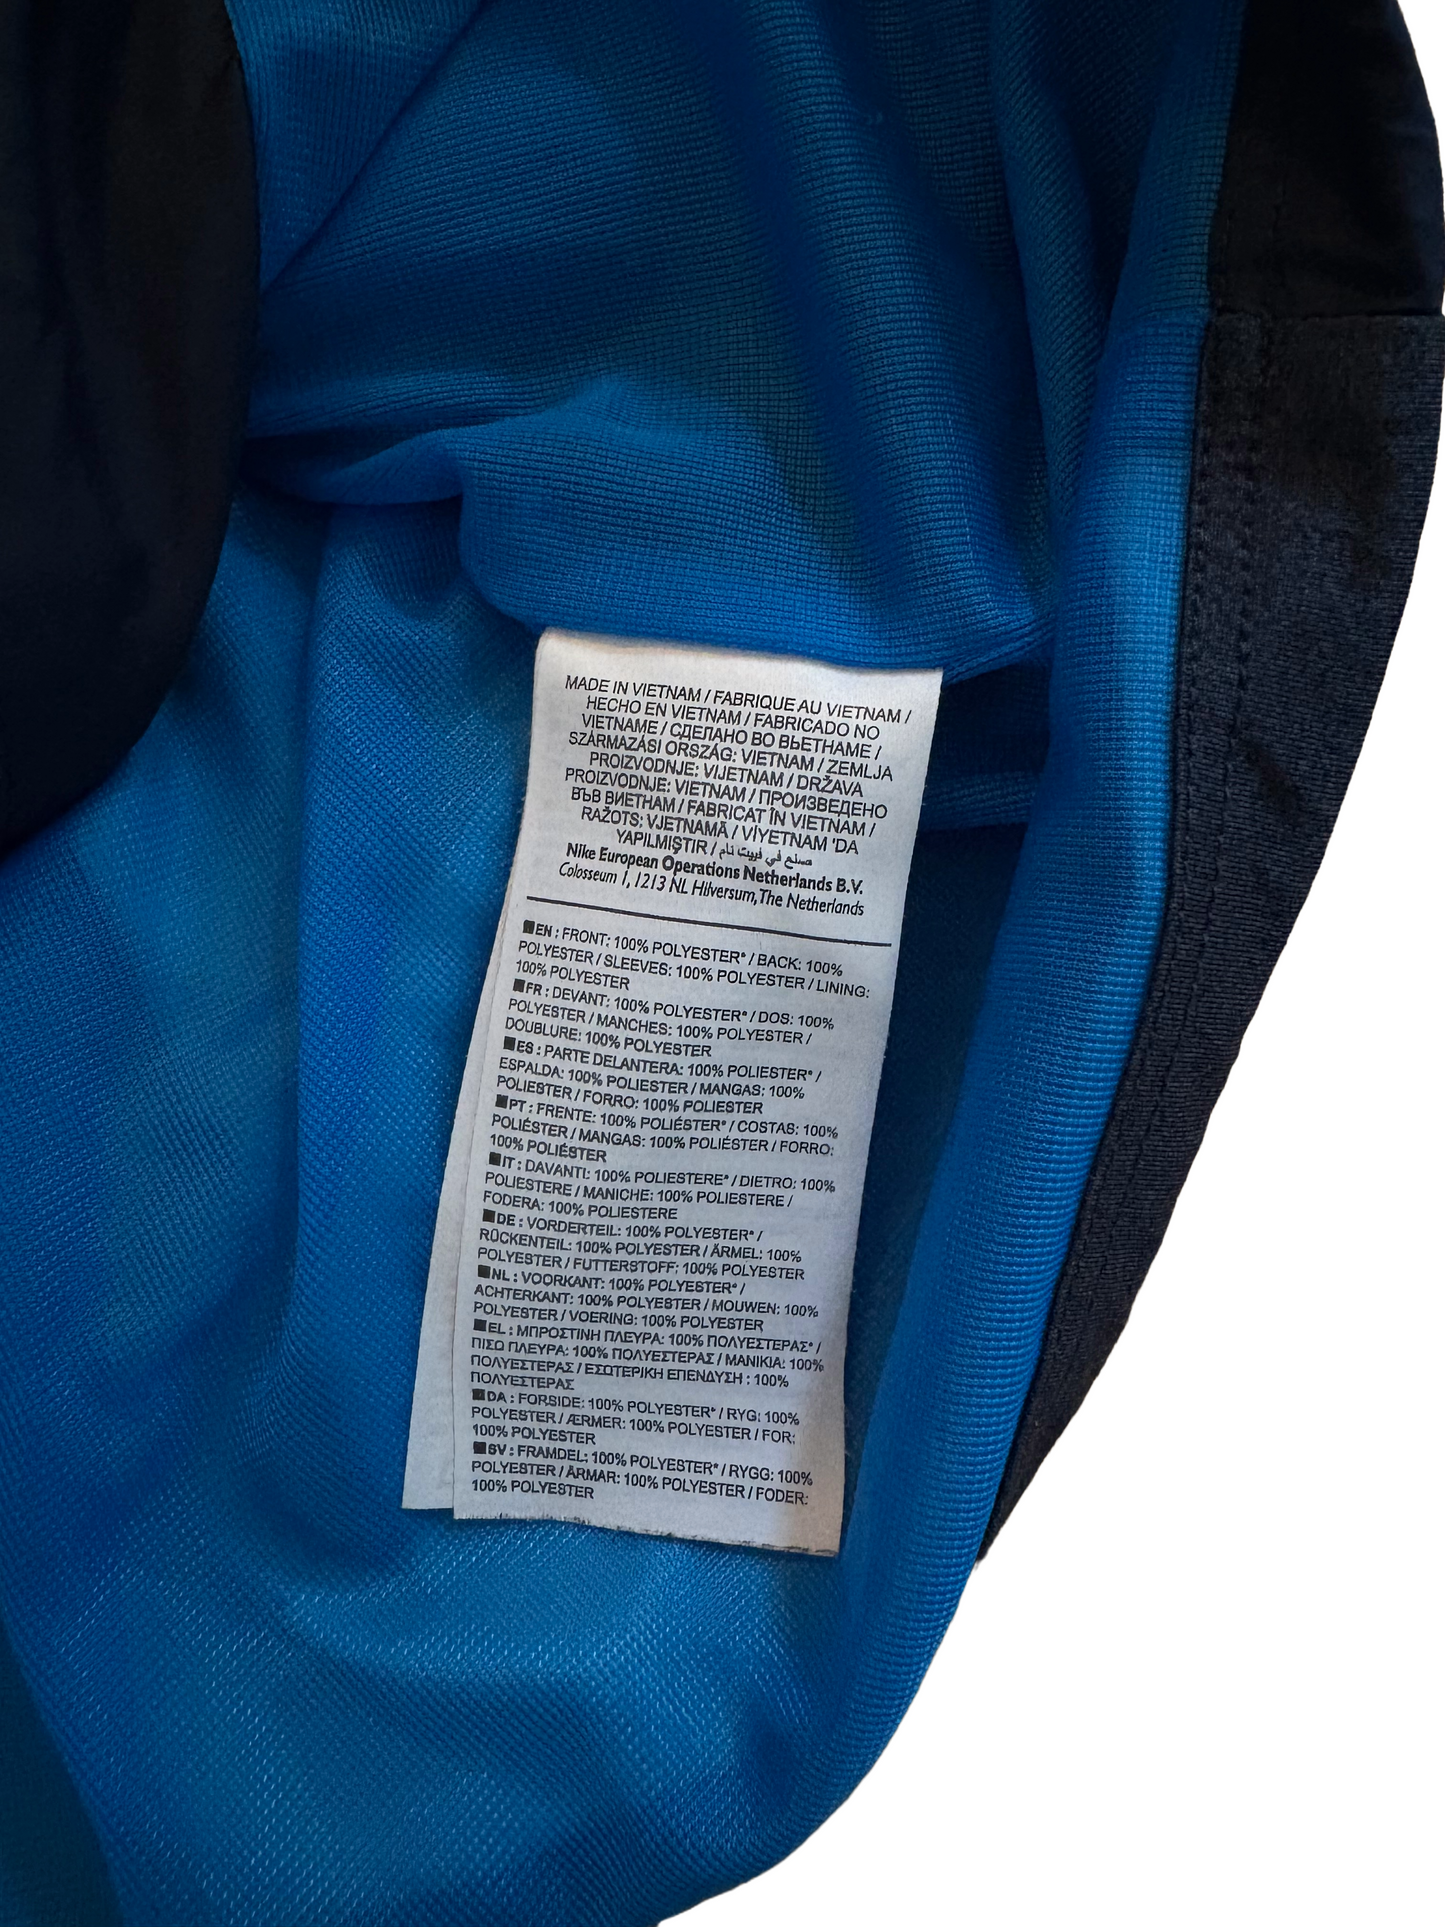 MADE IN VIETNAM / FABRIQUE AU VIETNAM /
HECHO EN VIETNAM / FABRICADO NO
VIETNAME / СДЕЛАНО ВО ВЬЕТНАМЕ /
SZÁRMAZÁSI ORSZÁG: VIETNAM / ZEMLJA
PROIZVODNJE: VIJETNAM / DRŽAVA
PROIZVODNJE: VIETNAM / ПРОИЗВЕДЕНО
ВЪВ ВИЕТНАМ / FABRICAT ÎN VIETNAM /
RAŽOTS: VJETNAMĀ / VİYETNAM 'DA
YAPILMIŞTIR / صنع في فييت نام
Nike European Operations Netherlands B.V.
Colosseum 1, 1213 NL Hilversum, The Netherlands
■EN : FRONT: 100% POLYESTER* / BACK: 100%
POLYESTER / SLEEVES: 100% POLYESTER / LINING:
100% POLYESTER
■FR : DEVANT: 100% POLYESTER* / DOS: 100%
POLYESTER / MANCHES: 100% POLYESTER /
DOUBLURE: 100% POLYESTER
■ES : PARTE DELANTERA: 100% POLIESTER* /
ESPALDA: 100% POLIESTER / MANGAS: 100%
POLIESTER / FORRO: 100% POLIESTER
■PT : FRENTE: 100% POLIÉSTER* / COSTAS: 100%
POLIÉSTER / MANGAS: 100% POLIÉSTER / FORRO:
100% POLIÉSTER
■IT : DAVANTI: 100% POLIESTERE* / DIETRO: 100%
POLIESTERE / MANICHE: 100% POLIESTERE /
FODERA: 100% POLIESTERE
■DE : VORDERTEIL: 100% POLYESTER* /
RÜCKENTEIL: 100% POLYESTER / ÄRMEL: 100%
POLYESTER / FUTTERSTOFF: 100% POLYESTER
■NL : VOORKANT: 100% POLYESTER* /
ACHTERKANT: 100% POLYESTER / MOUWEN: 100%
POLYESTER / VOERING: 100% POLYESTER
■EL : ΜΠΡΟΣΤΙΝΗ ΠΛΕΥΡΑ: 100% ΠΟΛΥΕΣΤΕΡΑΣ* /
ΠΙΣΩ ΠΛΕΥΡΑ: 100% ΠΟΛΥΕΣΤΕΡΑΣ / ΜΑΝΙΚΙΑ: 100%
ΠΟΛΥΕΣΤΕΡΑΣ / ΕΣΩΤΕΡΙΚΗ ΕΠΕΝΔΥΣΗ : 100%
ΠΟΛΥΕΣΤΕΡΑΣ
■DA : FORSIDE: 100% POLYESTER* / RYG: 100%
POLYESTER / ÆRMER: 100% POLYESTER / FOR:
100% POLYESTER
■SV : FRAMDEL: 100% POLYESTER* / RYGG: 100%
POLYESTER / ÄRMAR: 100% POLYESTER / FODER:
100% POLYESTER